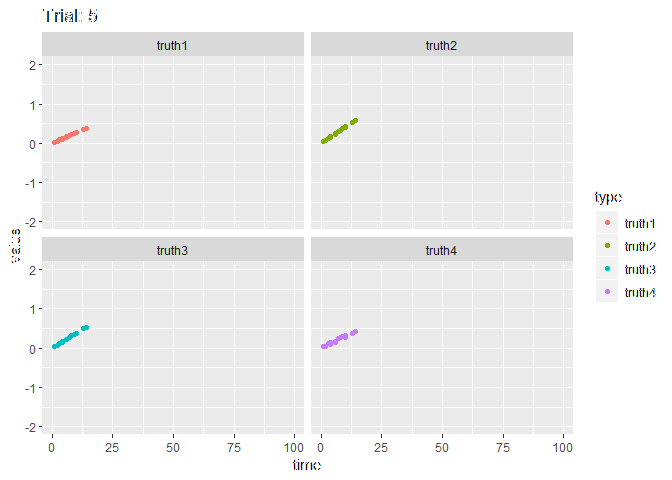 Trial: 5
truth1 truth2
2
1
0
-1
-2
truth3 truth4
2
1
0
-1
-2
0 25 50 75 100 0 25 50 75 100
time
value
type
truth1
truth2
truth3
truth4